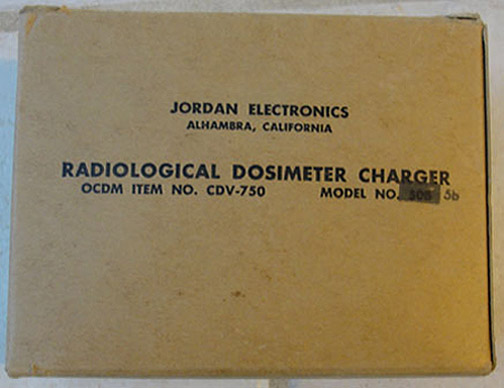 JORDAN ELECTRONICS
ALHAMBRA, CALIFORNIA
RADIOLOGICAL DOSIMETER CHARGER
OCDM ITEM NO. CDV-750 MODEL NO. 5b